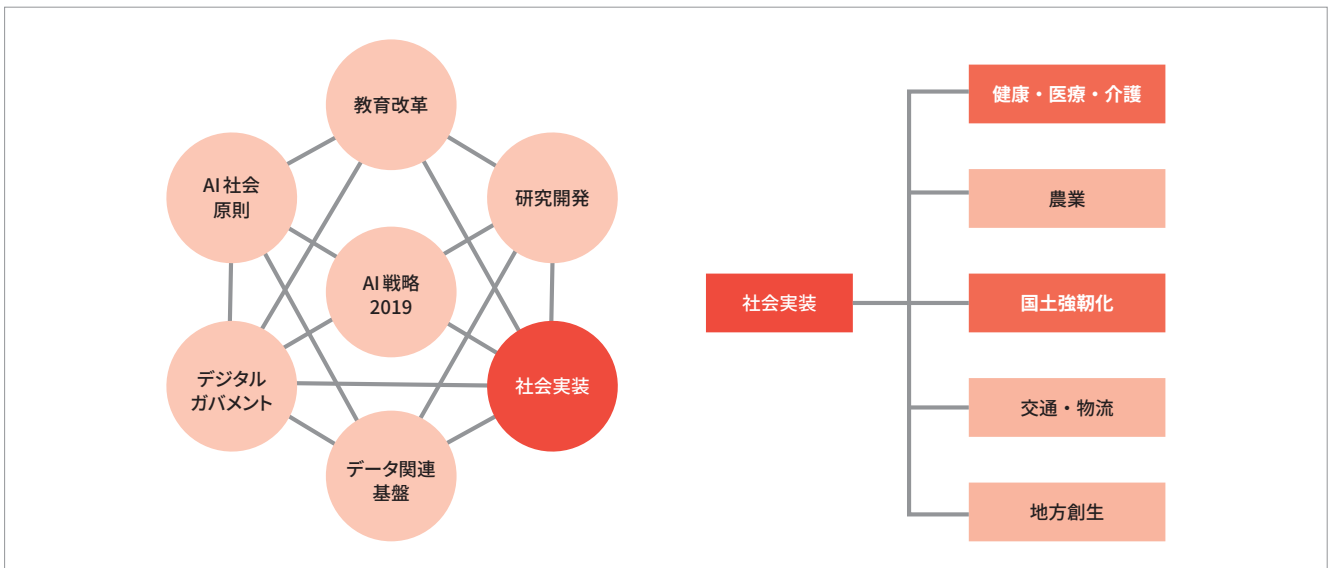 教育改革
AI社会
原則
研究開発
AI戦略
2019
デジタル
ガバメント
社会実装
データ関連
基盤
社会実装
健康・医療・介護
農業
国土強靭化
交通・物流
地方創生